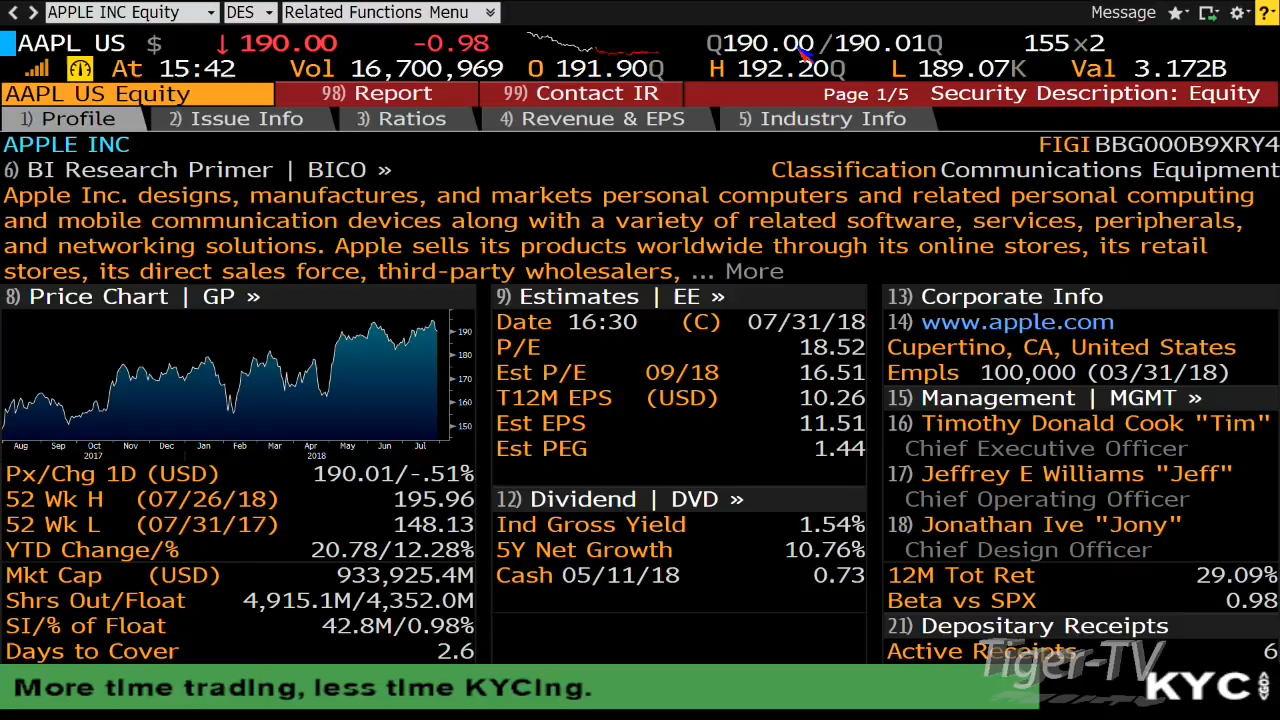 APPLE INC Equity DES Related Functions Menu Message
AAPL US $ ↓190.00 -0.98 Q190.00/190.01Q 155x2
At 15:42 Vol 16,700,969 O 191.90Q H 192.20Q L 189.07K Val 3.172B
AAPL US Equity 98) Report 99) Contact IR Page 1/5 Security Description: Equity
1) Profile 2) Issue Info 3) Ratios 4) Revenue & EPS 5) Industry Info
APPLE INC FIGI BBG000B9XRY4
6) BI Research Primer | BICO » Classification Communications Equipment
Apple Inc. designs, manufactures, and markets personal computers and related personal computing
and mobile communication devices along with a variety of related software, services, peripherals,
and networking solutions. Apple sells its products worldwide through its online stores, its retail
stores, its direct sales force, third-party wholesalers, ... More
8) Price Chart | GP »
190
180
170
160
150
Aug Sep Oct Nov Dec Jan Feb Mar Apr May Jun Jul
2017 2018
Px/Chg 1D (USD) 190.01/-.51%
52 Wk H (07/26/18) 195.96
52 Wk L (07/31/17) 148.13
YTD Change/% 20.78/12.28%
Mkt Cap (USD) 933,925.4M
Shrs Out/Float 4,915.1M/4,352.0M
SI/% of Float 42.8M/0.98%
Days to Cover 2.6
9) Estimates | EE »
Date 16:30 (C) 07/31/18
P/E 18.52
Est P/E 09/18 16.51
T12M EPS (USD) 10.26
Est EPS 11.51
Est PEG 1.44
12) Dividend | DVD »
Ind Gross Yield 1.54%
5Y Net Growth 10.76%
Cash 05/11/18 0.73
13) Corporate Info
14) www.apple.com
Cupertino, CA, United States
Empls 100,000 (03/31/18)
15) Management | MGMT »
16) Timothy Donald Cook "Tim"
Chief Executive Officer
17) Jeffrey E Williams "Jeff"
Chief Operating Officer
18) Jonathan Ive "Jony"
Chief Design Officer
12M Tot Ret 29.09%
Beta vs SPX 0.98
21) Depositary Receipts
Active Receipts 6
Tiger-TV
More time trading, less time KYCing.
KYC